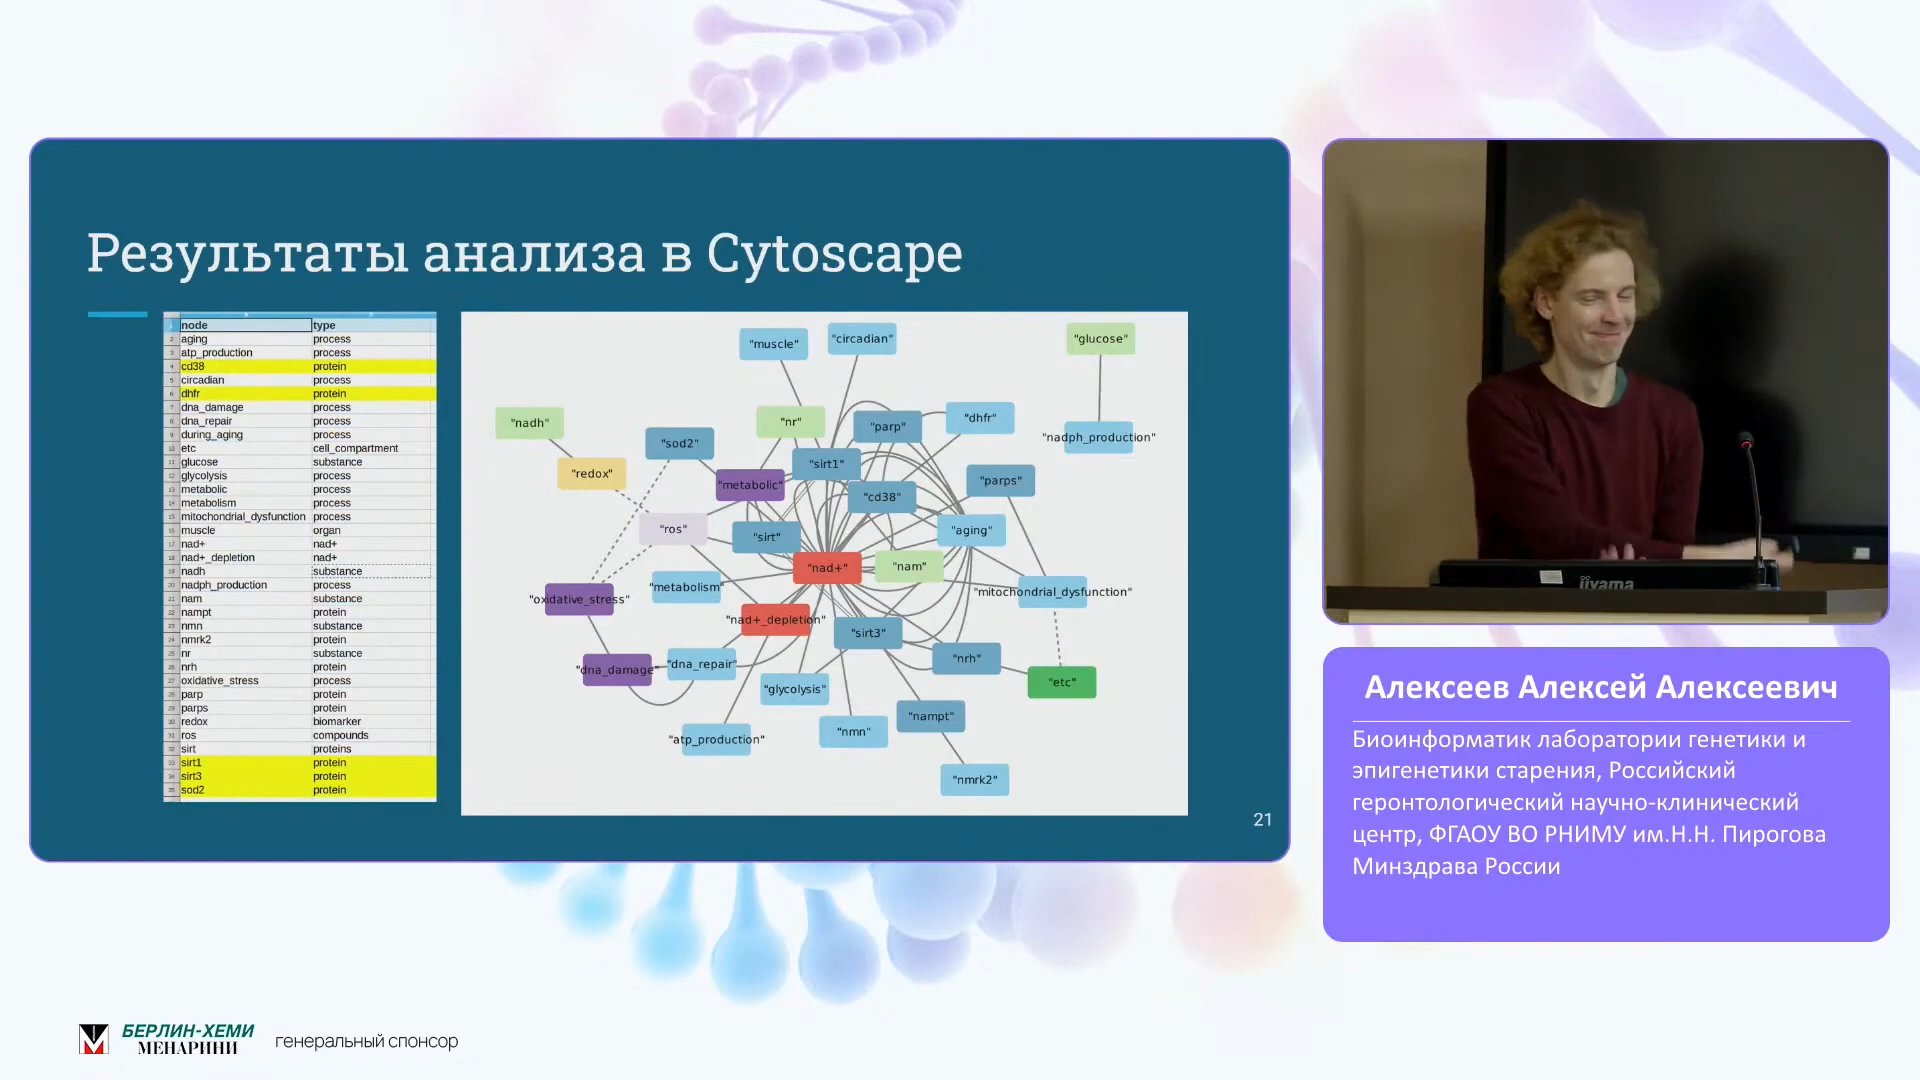 Результаты анализа в Cytoscape
node type
aging process
atp_production process
cd38 protein
circadian process
dhfr protein
dna_damage process
dna_repair process
during_aging process
etc cell_compartment
glucose substance
glycolysis process
metabolic process
metabolism process
mitochondrial_dysfunction process
muscle organ
nad+ nad+
nad+_depletion nad+
nadh substance
nadph_production process
nam substance
nampt protein
nmn substance
nmrk2 protein
nr substance
nrh protein
oxidative_stress process
parp protein
parps protein
redox biomarker
ros compounds
sirt proteins
sirt1 protein
sirt3 protein
sod2 protein
"muscle"
"circadian"
"glucose"
"nadh"
"nr"
"parp"
"dhfr"
"nadph_production"
"sod2"
"redox"
"sirt1"
"metabolic"
"cd38"
"parps"
"ros"
"sirt"
"aging"
"nad+"
"nam"
"metabolism"
"mitochondrial_dysfunction"
"oxidative_stress"
"nad+_depletion"
"sirt3"
"dna_damage"
"dna_repair"
"nrh"
"etc"
"glycolysis"
"nampt"
"atp_production"
"nmn"
"nmrk2"
21
iiyama
Алексеев Алексей Алексеевич
Биоинформатик лаборатории генетики и
эпигенетики старения, Российский
геронтологический научно-клинический
центр, ФГАОУ ВО РНИМУ им.Н.Н. Пирогова
Минздрава России
БЕРЛИН-ХЕМИ
МЕНАРИНИ
генеральный спонсор